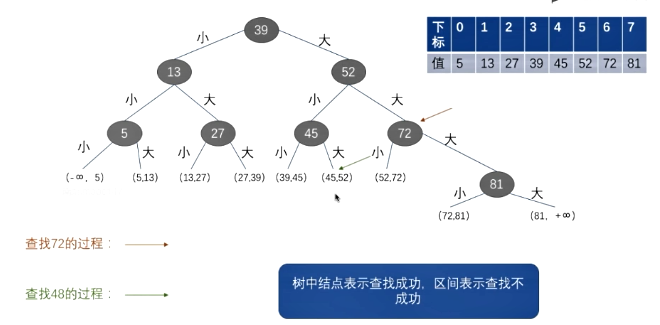 39
小 大
下标 0 1 2 3 4 5 6 7
值 5 13 27 39 45 52 72 81
13 52
小 大 小 大
5 27 45 72
小 大 小 大 小 大 小 大
(-∞, 5) (5,13) (13,27) (27,39) (39,45) (45,52) (52,72)
81
小 大
(72,81) (81, +∞)
查找72的过程：
查找48的过程：
树中结点表示查找成功，区间表示查找不
成功